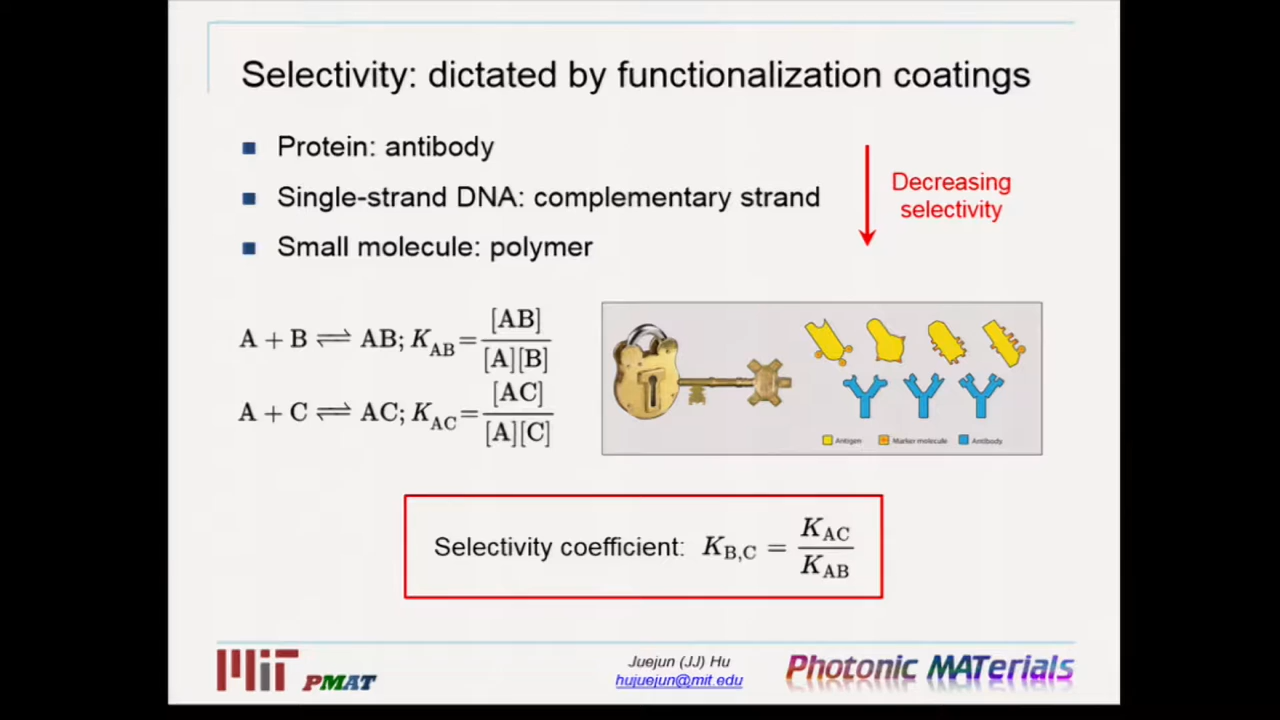 Selectivity: dictated by functionalization coatings
Protein: antibody
Single-strand DNA: complementary strand
Small molecule: polymer
Decreasing
selectivity
A + B ⇌ AB; K_AB = [AB] / [A][B]
A + C ⇌ AC; K_AC = [AC] / [A][C]
Antigen Marker molecule Antibody
Selectivity coefficient: K_B,C = K_AC / K_AB
MIT PMAT
Juejun (JJ) Hu
hujuejun@mit.edu
Photonic MATerials